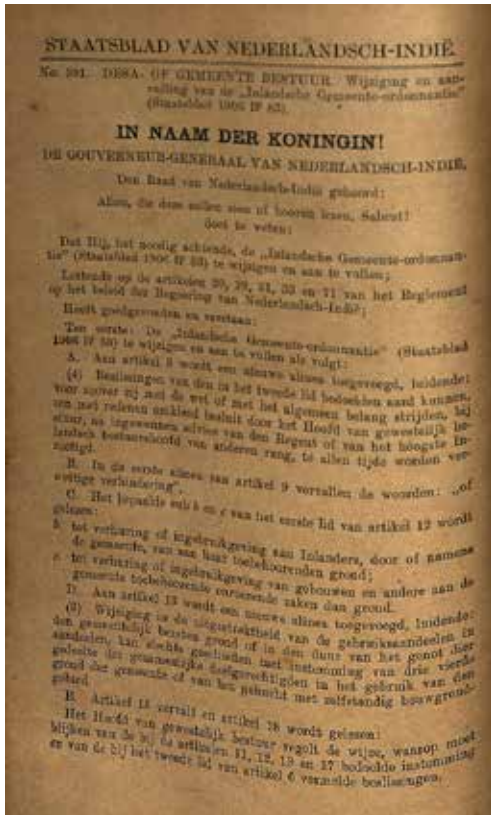 STAATSBLAD VAN NEDERLANDSCH-INDIË.
No. 591. DESA- OF GEMEENTE BESTUUR. Wijziging en aan-
vulling van de „Inlandsche Gemeente-ordonnantie”
(Staatsblad 1906 Nº 83).
IN NAAM DER KONINGIN!
DE GOUVERNEUR-GENERAAL VAN NEDERLANDSCH-INDIE,
Den Raad van Nederlandsch-Indië gehoord;
Allen, die deze zullen zien of hooren lezen, Saluut!
doet te weten:
Dat Hij, het noodig achtende, de „Inlandsche Gemeente-ordonnan-
tie” (Staatsblad 1906 Nº 83) te wijzigen en aan te vullen;
Lettende op de artikelen 20, 29, 31, 33 en 71 van het Reglement
op het beleid der Regeering van Nederlandsch-Indië;
Heeft goedgevonden en verstaan:
Ten eerste: De „Inlandsche Gemeente-ordonnantie” (Staatsblad
1906 Nº 83) te wijzigen en aan te vullen als volgt:
A. Aan artikel 6 wordt een nieuwe alinea toegevoegd, luidende:
(4) Beslissingen van den in het tweede lid bedoelden aard kunnen,
voor zoover zij met de wet of met het algemeen belang strijden, bij
een met redenen omkleed besluit door het Hoofd van gewestelijk be-
stuur, na ingewonnen advies van den Regent of van het hoogste In-
landsch bestuurshoofd van anderen rang, te allen tijde worden ver-
nietigd.
B. In de eerste alinea van artikel 9 vervallen de woorden: „of
wettige verhindering”.
C. Het bepaalde sub b en c van het eerste lid van artikel 12 wordt
gelezen:
b. tot verhuring of ingebruikgeving aan Inlanders, door of namens
de gemeente, van aan haar toebehoorenden grond;
c. tot verhuring of ingebruikgeving van gebouwen en andere aan de
gemeente toebehoorende onroerende zaken dan grond.
D. Aan artikel 13 wordt een nieuwe alinea toegevoegd, luidende:
(2) Wijziging in de uitgestrektheid van de gebruiksaandeelen in
den gemeentelijk bezeten grond of in den duur van het genot dier
aandeelen, kan slechts geschieden met instemming van drie vierde
gedeelte der gezamenlijke deelgerechtigden in het gebruik van den
grond der gemeente of van het gehucht met zelfstandig bouwgrond-
gebied.
E. Artikel 18 vervalt en artikel 18 wordt gelezen:
Het Hoofd van gewestelijk bestuur regelt de wijze, waarop moet
blijken van de bij de artikelen 11, 12, 13 en 17 bedoelde instemming
en van de bij het tweede lid van artikel 6 vermelde beslissingen.